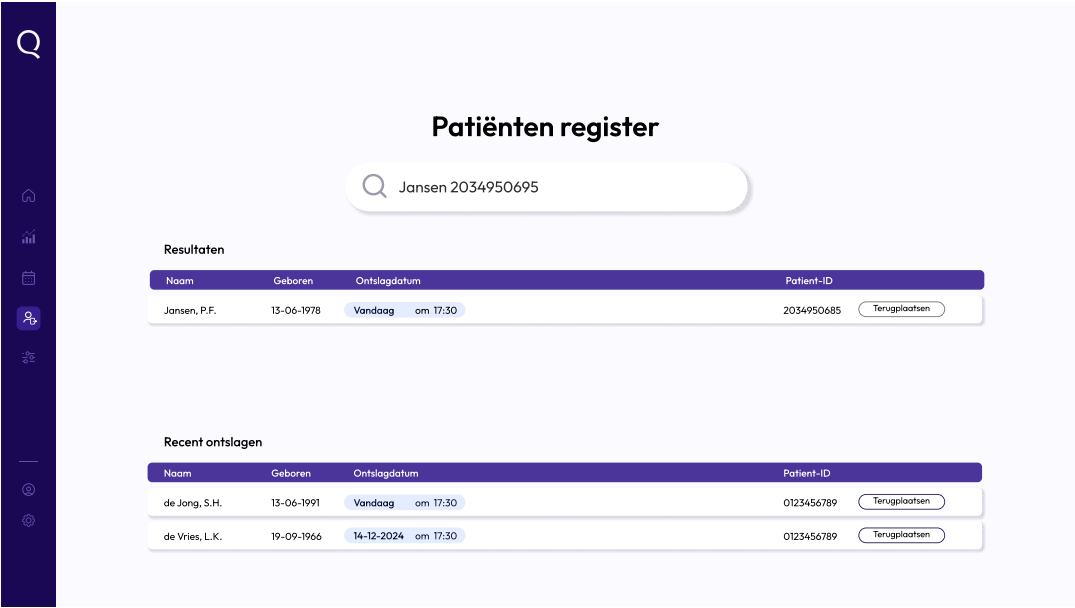 Q
Patiënten register
Jansen 2034950695
Resultaten
Naam Geboren Ontslagdatum Patient-ID
Jansen, P.F. 13-06-1978 Vandaag om 17:30 2034950685 Terugplaatsen
Recent ontslagen
Naam Geboren Ontslagdatum Patient-ID
de Jong, S.H. 13-06-1991 Vandaag om 17:30 0123456789 Terugplaatsen
de Vries, L.K. 19-09-1966 14-12-2024 om 17:30 0123456789 Terugplaatsen